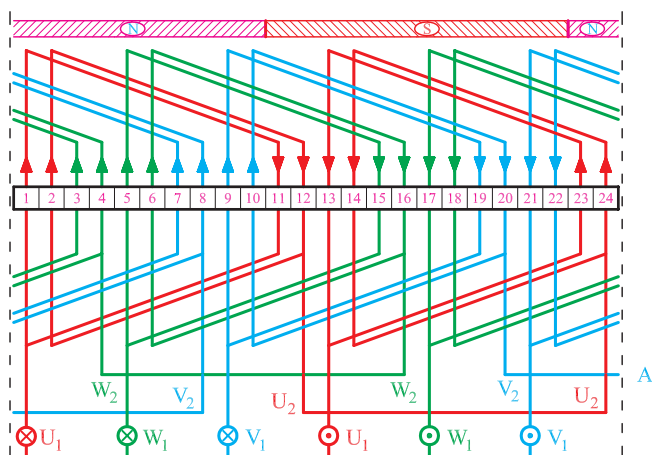 N S N
1 2 3 4 5 6 7 8 9 10 11 12 13 14 15 16 17 18 19 20 21 22 23 24
A
W₂ V₂ U₂ W₂ V₂ U₂
U₁ W₁ V₁ U₁ W₁ V₁